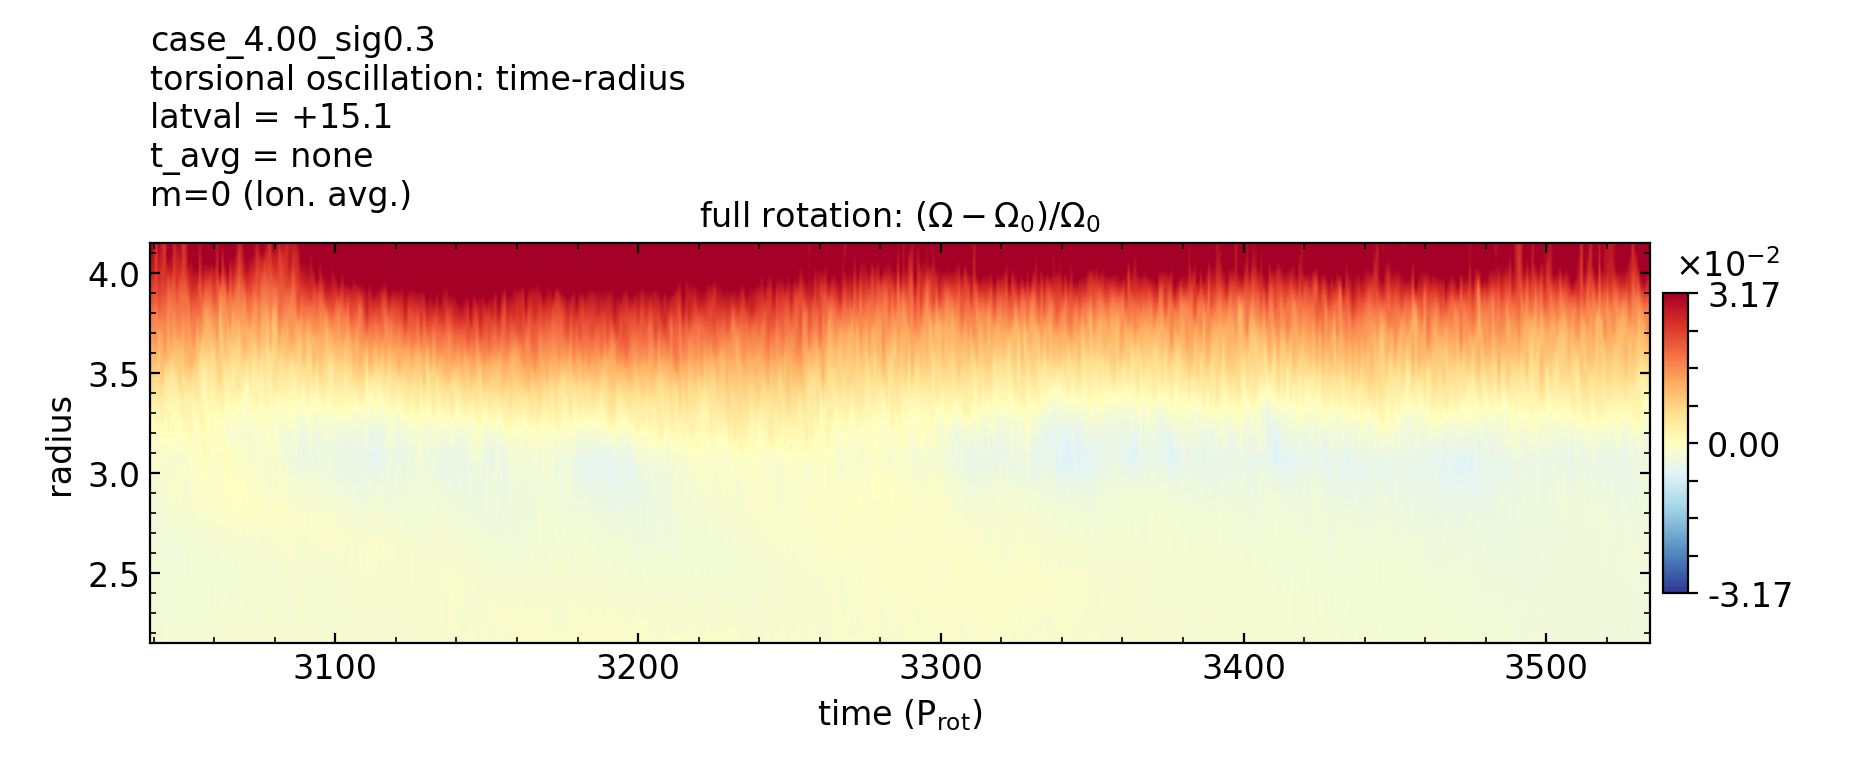 case_4.00_sig0.3
torsional oscillation: time-radius
latval = +15.1
t_avg = none
m=0 (lon. avg.)
full rotation: (Ω − Ω₀)/Ω₀
×10⁻²
3.17
0.00
-3.17
radius
4.0
3.5
3.0
2.5
3100 3200 3300 3400 3500
time (P_rot)